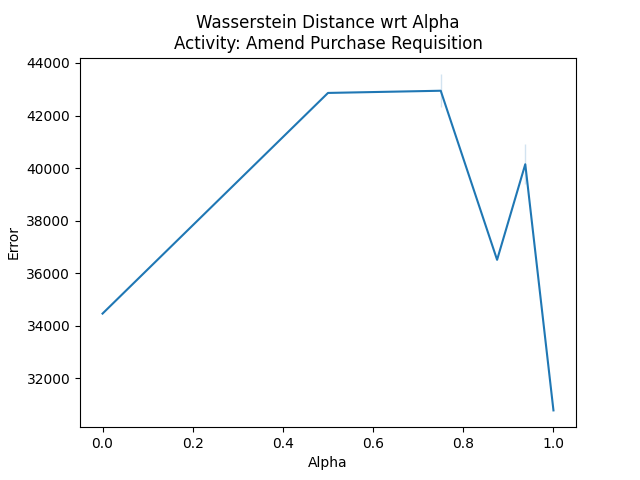 Wasserstein Distance wrt Alpha
Activity: Amend Purchase Requisition
44000
42000
40000
38000
36000
34000
32000
Error
0.0 0.2 0.4 0.6 0.8 1.0
Alpha